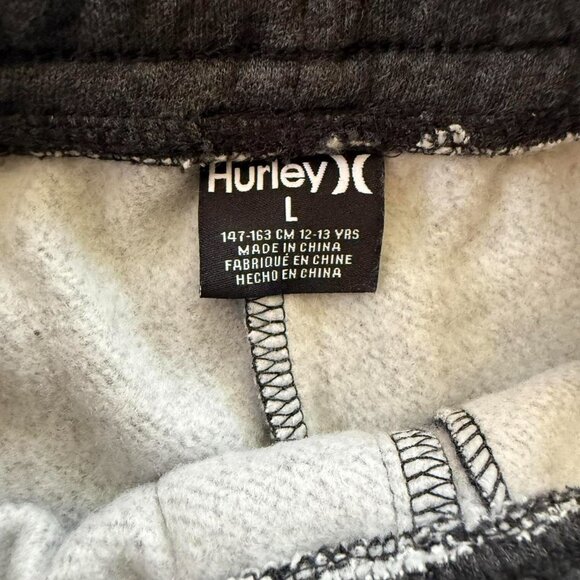 Hurley
L
147-163 CM 12-13 YRS
MADE IN CHINA
FABRIQUÉ EN CHINE
HECHO EN CHINA